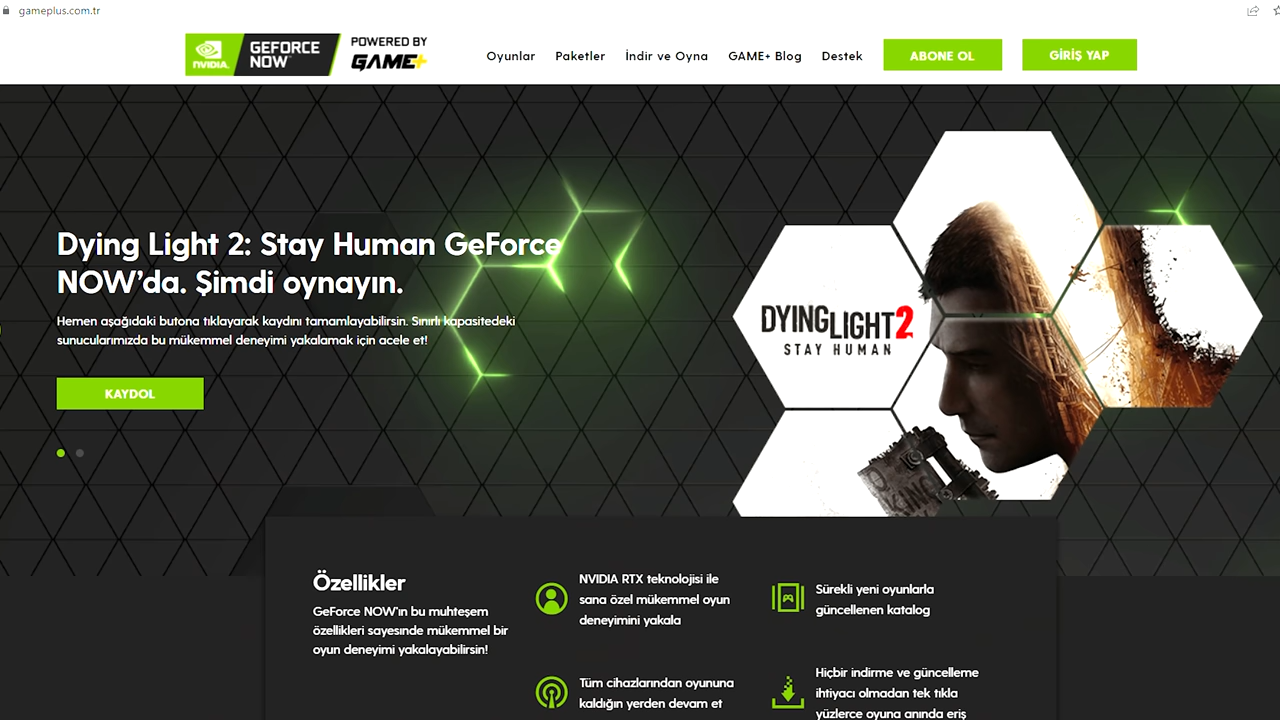 gameplus.com.tr
NVIDIA
GEFORCE
NOW
POWERED BY
GAME+
Oyunlar
Paketler
İndir ve Oyna
GAME+ Blog
Destek
ABONE OL
GİRİŞ YAP
Dying Light 2: Stay Human GeForce
NOW’da. Şimdi oynayın.
Hemen aşağıdaki butona tıklayarak kaydını tamamlayabilirsin. Sınırlı kapasitedeki
sunucularımızda bu mükemmel deneyimi yakalamak için acele et!
KAYDOL
DYING LIGHT 2
STAY HUMAN
Özellikler
GeForce NOW'ın bu muhteşem
özellikleri sayesinde mükemmel bir
oyun deneyimi yakalayabilirsin!
NVIDIA RTX teknolojisi ile
sana özel mükemmel oyun
deneyimini yakala
Sürekli yeni oyunlarla
güncellenen katalog
Tüm cihazlarından oyununa
kaldığın yerden devam et
Hiçbir indirme ve güncelleme
ihtiyacı olmadan tek tıkla
yüzlerce oyuna anında eriş